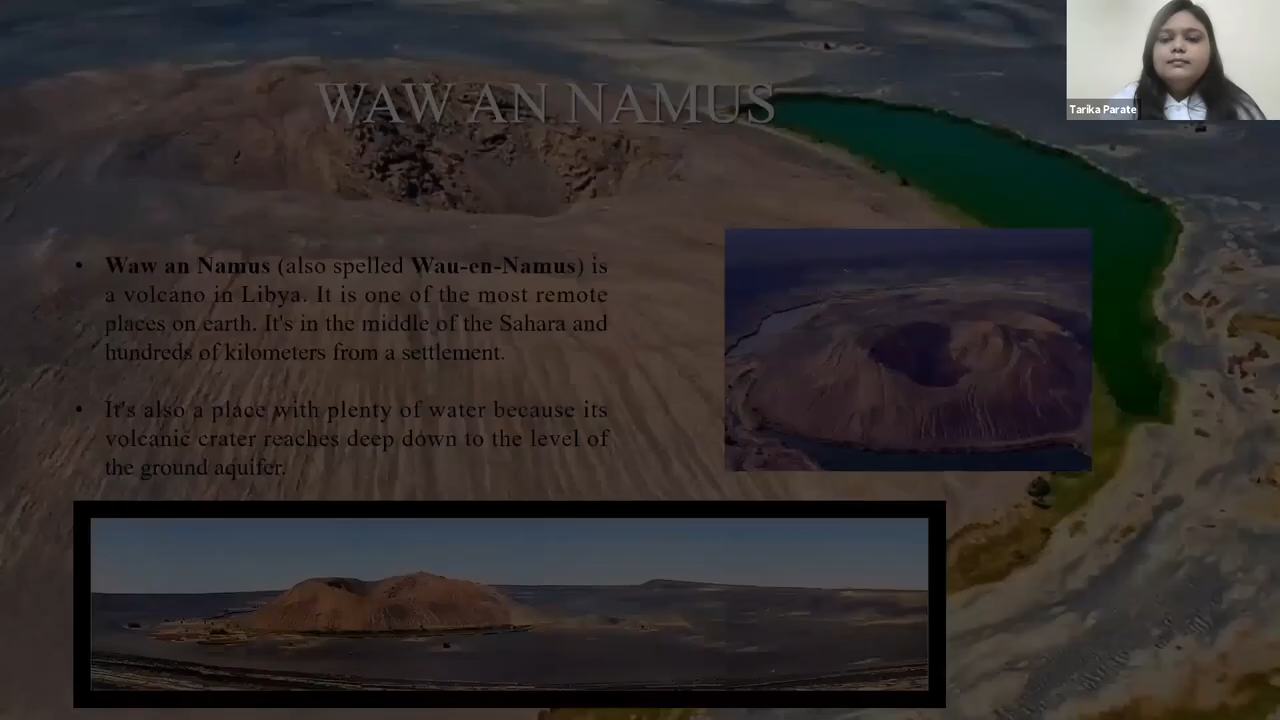 WAW AN NAMUS
Tarika Parate
• Waw an Namus (also spelled Wau-en-Namus) is
a volcano in Libya. It is one of the most remote
places on earth. It's in the middle of the Sahara and
hundreds of kilometers from a settlement.
• It's also a place with plenty of water because its
volcanic crater reaches deep down to the level of
the ground aquifer.